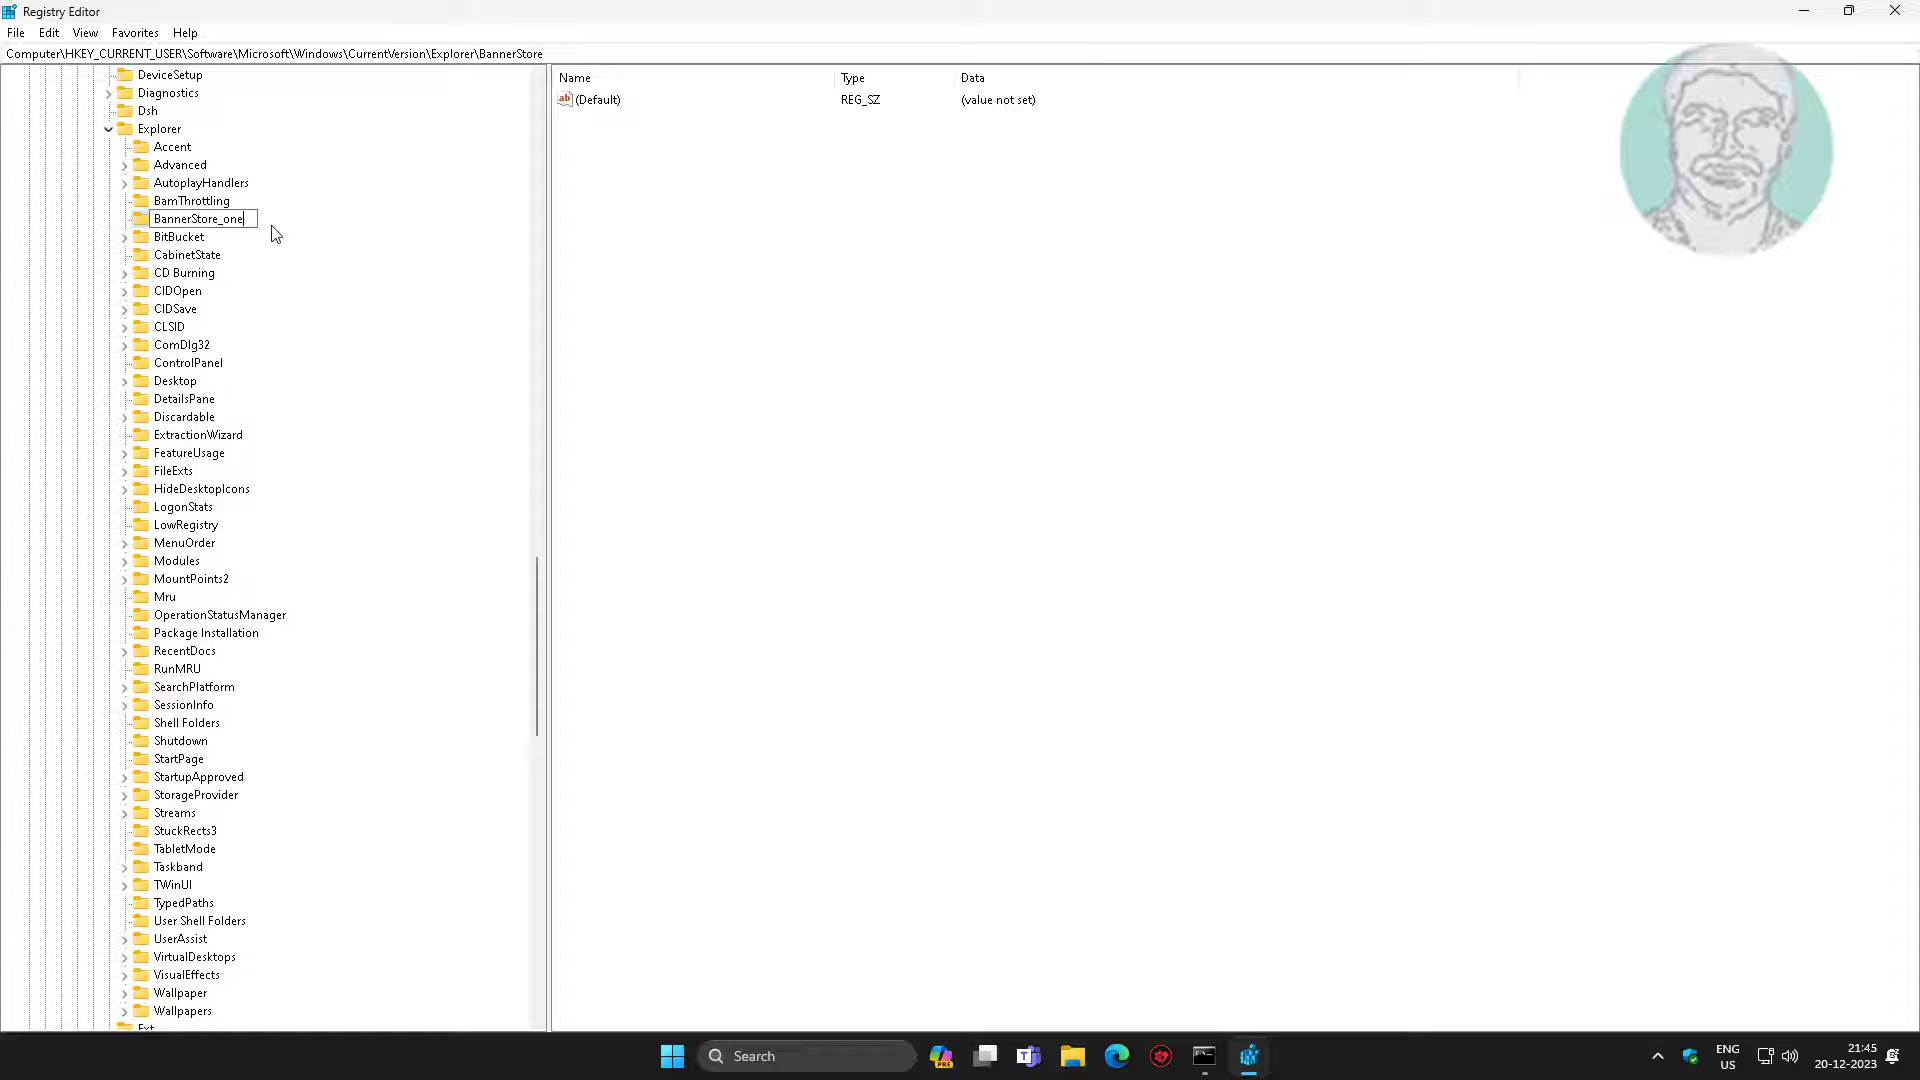 Registry Editor
File Edit View Favorites Help
Computer\HKEY_CURRENT_USER\Software\Microsoft\Windows\CurrentVersion\Explorer\BannerStore
DeviceSetup
Diagnostics
Dsh
Explorer
Accent
Advanced
AutoplayHandlers
BamThrottling
BannerStore_one
BitBucket
CabinetState
CD Burning
CIDOpen
CIDSave
CLSID
ComDlg32
ControlPanel
Desktop
DetailsPane
Discardable
ExtractionWizard
FeatureUsage
FileExts
HideDesktopIcons
LogonStats
LowRegistry
MenuOrder
Modules
MountPoints2
Mru
OperationStatusManager
Package Installation
RecentDocs
RunMRU
SearchPlatform
SessionInfo
Shell Folders
Shutdown
StartPage
StartupApproved
StorageProvider
Streams
StuckRects3
TabletMode
Taskband
TWinUI
TypedPaths
User Shell Folders
UserAssist
VirtualDesktops
VisualEffects
Wallpaper
Wallpapers
Ext
Name Type Data
(Default) REG_SZ (value not set)
Search
PRE
ENG
US
21:45
20-12-2023